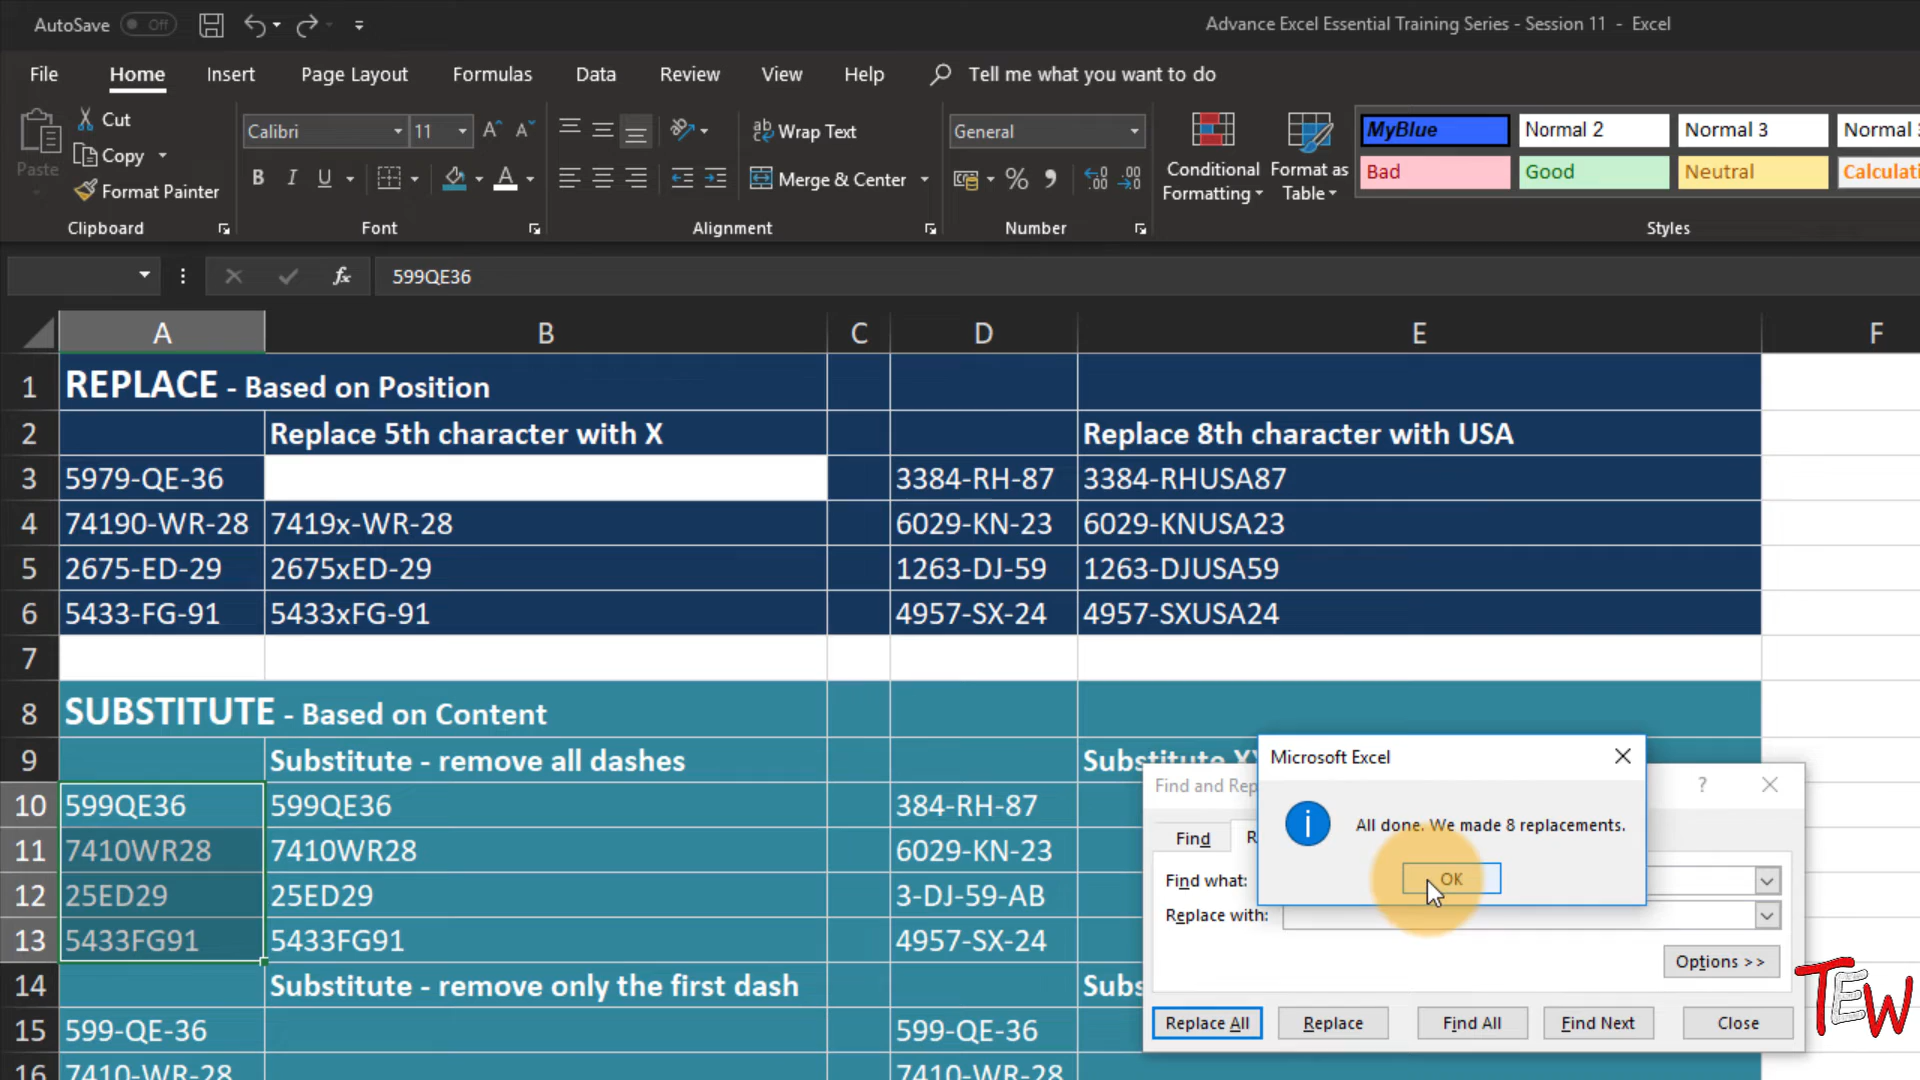 AutoSave Off
Advance Excel Essential Training Series - Session 11 - Excel
File Home Insert Page Layout Formulas Data Review View Help Tell me what you want to do
Paste
Cut
Copy
Format Painter
Clipboard
Calibri 11
B I U
Font
Wrap Text
Merge & Center
Alignment
General
Number
Conditional
Formatting
Format as
Table
MyBlue Normal 2 Normal 3 Normal
Bad Good Neutral Calculati
Styles
fx 599QE36
A B C D E F
1 REPLACE - Based on Position
2 Replace 5th character with X Replace 8th character with USA
3 5979-QE-36 3384-RH-87 3384-RHUSA87
4 74190-WR-28 7419x-WR-28 6029-KN-23 6029-KNUSA23
5 2675-ED-29 2675xED-29 1263-DJ-59 1263-DJUSA59
6 5433-FG-91 5433xFG-91 4957-SX-24 4957-SXUSA24
7
8 SUBSTITUTE - Based on Content
9 Substitute - remove all dashes Substitute
10 599QE36 599QE36 384-RH-87
11 7410WR28 7410WR28 6029-KN-23
12 25ED29 25ED29 3-DJ-59-AB
13 5433FG91 5433FG91 4957-SX-24
14 Substitute - remove only the first dash Subs
15 599-QE-36 599-QE-36
16 7410-WR-28 7410-WR-28
Find and Rep
?
Find R
Find what:
Replace with:
Options >>
Replace All Replace Find All Find Next Close
Microsoft Excel
All done. We made 8 replacements.
OK
TEW